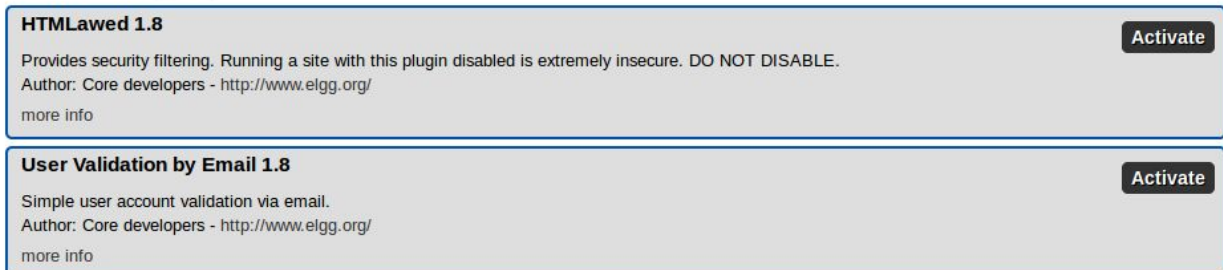 HTMLawed 1.8
Activate
Provides security filtering. Running a site with this plugin disabled is extremely insecure. DO NOT DISABLE.
Author: Core developers - http://www.elgg.org/
more info
User Validation by Email 1.8
Activate
Simple user account validation via email.
Author: Core developers - http://www.elgg.org/
more info